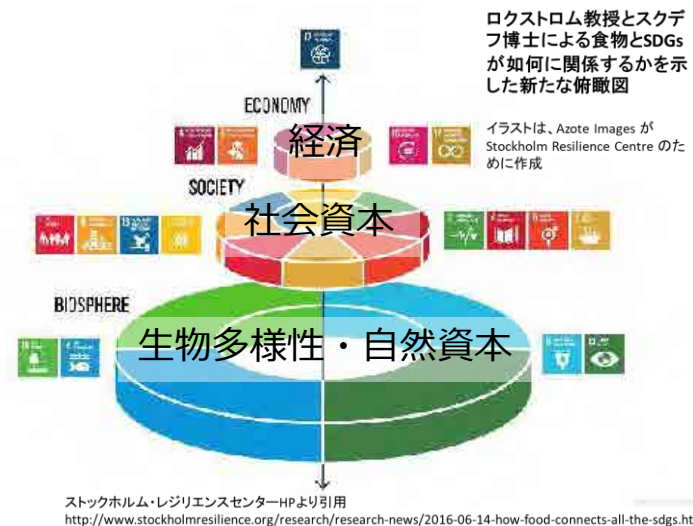 ロクストロム教授とスクデ
フ博士による食物とSDGs
が如何に関係するかを示
した新たな俯瞰図
イラストは、Azote Images が
Stockholm Resilience Centre のた
めに作成
ECONOMY
経済
SOCIETY
社会資本
BIOSPHERE
生物多様性・自然資本
ストックホルム・レジリエンスセンターHPより引用
http://www.stockholmresilience.org/research/research-news/2016-06-14-how-food-connects-all-the-sdgs.ht